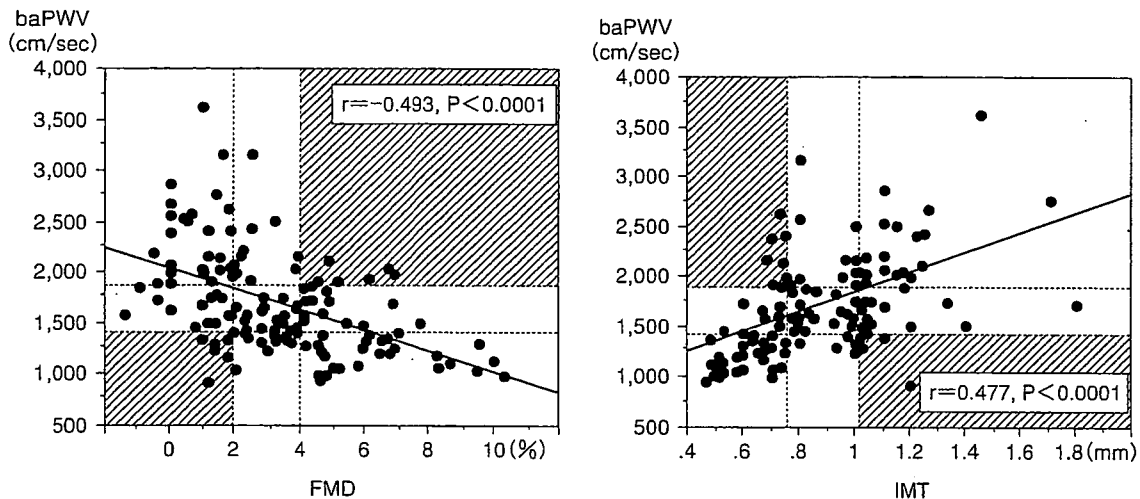 baPWV
(cm/sec)
4,000
3,500
3,000
2,500
2,000
1,500
1,000
500
r=-0.493, P<0.0001
0 2 4 6 8 10(%)
FMD
baPWV
(cm/sec)
4,000
3,500
3,000
2,500
2,000
1,500
1,000
500
r=0.477, P<0.0001
.4 .6 .8 1 1.2 1.4 1.6 1.8(mm)
IMT